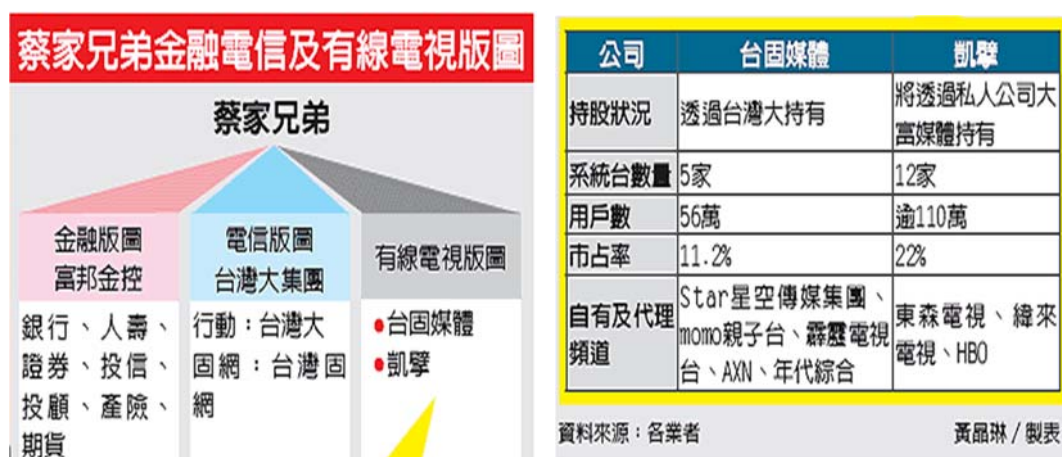 蔡家兄弟金融電信及有線電視版圖
蔡家兄弟
金融版圖
富邦金控
電信版圖
台灣大集團
有線電視版圖
銀行、人壽、
證券、投信、
投顧、產險、
期貨
行動：台灣大
固網：台灣固
網
●台固媒體
●凱擘
公司 台固媒體 凱擘
持股狀況 透過台灣大持有 將透過私人公司大
富媒體持有
系統台數量 5家 12家
用戶數 56萬 逾110萬
市占率 11.2% 22%
自有及代理
頻道
Star星空傳媒集團、
momo親子台、霹靂電視
台、AXN、年代綜合
東森電視、緯來
電視、HBO
資料來源：各業者 黃晶琳／製表